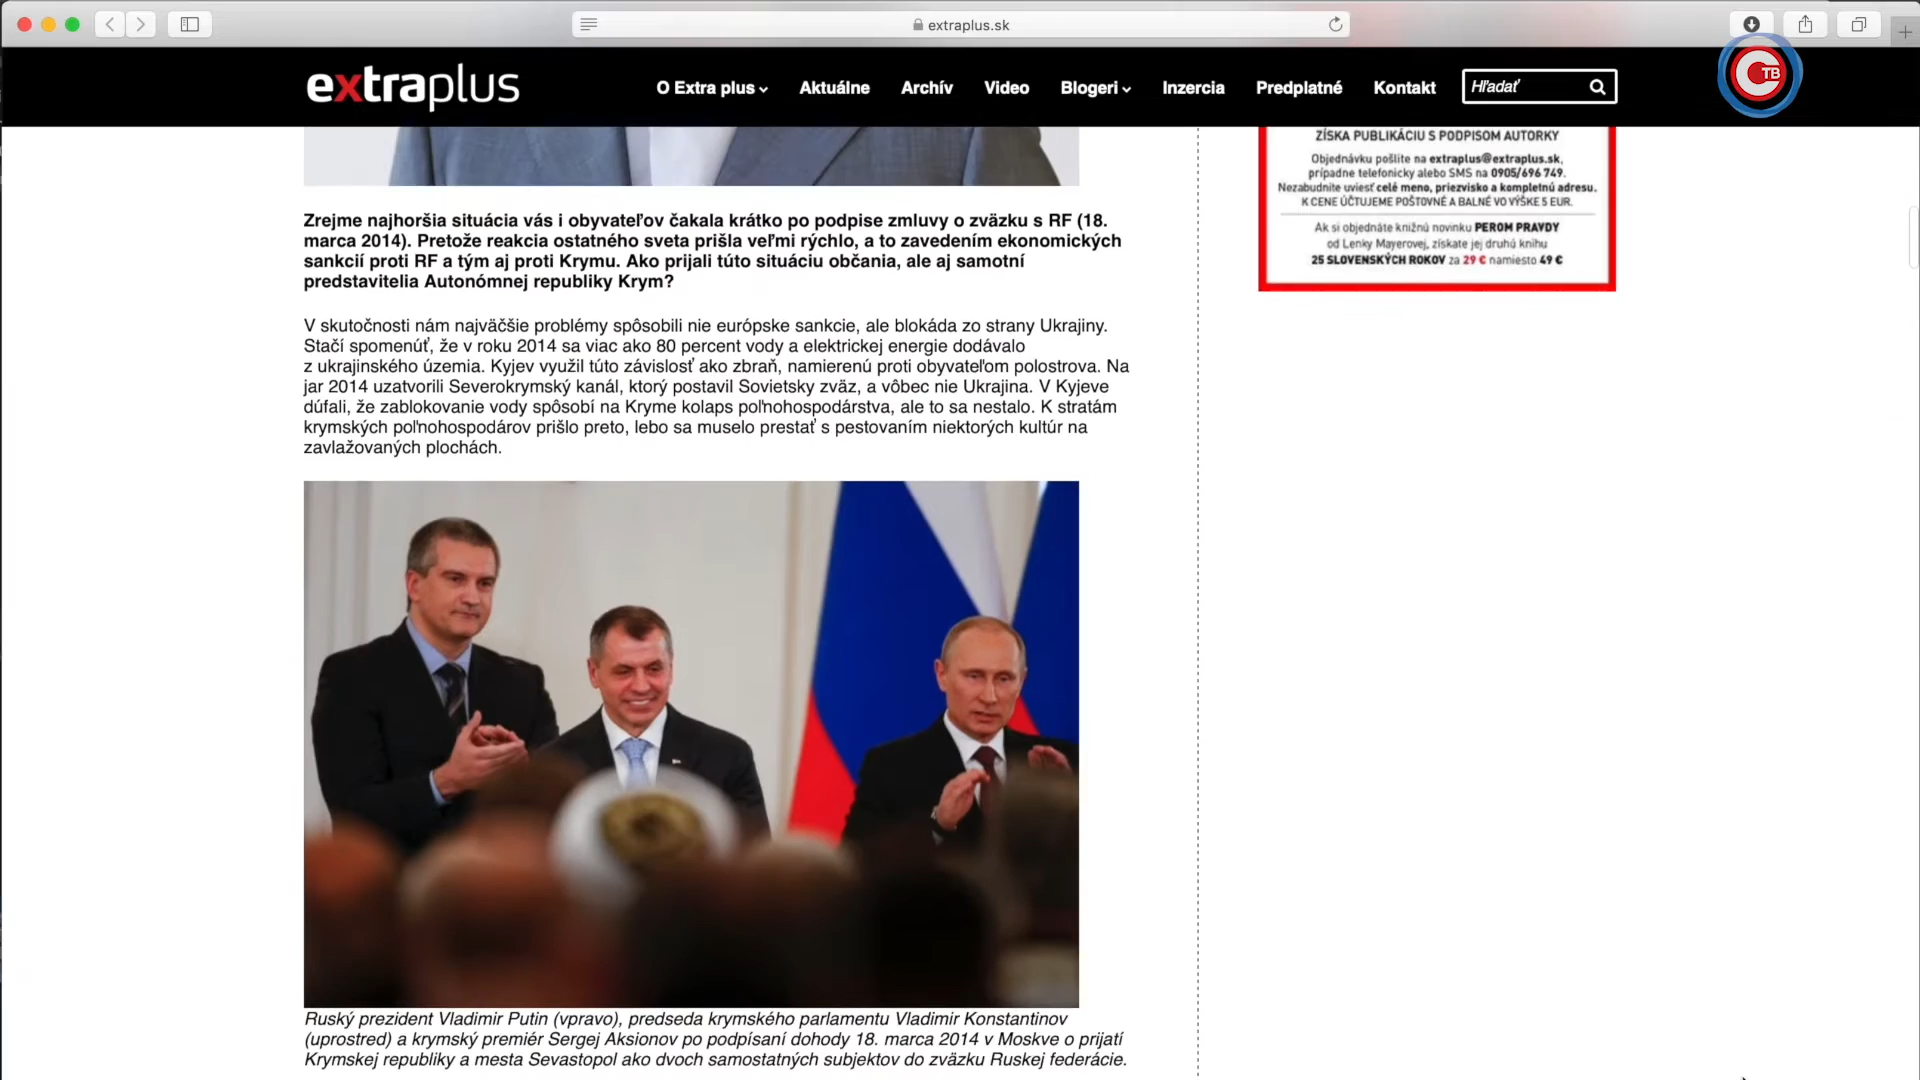 extraplus.sk
extraplus
O Extra plus
Aktuálne
Archív
Video
Blogeri
Inzercia
Predplatné
Kontakt
Hľadať
TB
ZÍSKA PUBLIKÁCIU S PODPISOM AUTORKY
Objednávku pošlite na extraplus@extraplus.sk,
prípadne telefonicky alebo SMS na 0905/696 749.
Nezabudnite uviesť celé meno, priezvisko a kompletnú adresu.
K CENE ÚČTUJEME POŠTOVNÉ A BALNÉ VO VÝŠKE 5 EUR.
Ak si objednáte knižnú novinku PEROM PRAVDY
od Lenky Mayerovej, získate jej druhú knihu
25 SLOVENSKÝCH ROKOV za 29 € namiesto 49 €
Zrejme najhoršia situácia vás i obyvateľov čakala krátko po podpise zmluvy o zväzku s RF (18.
marca 2014). Pretože reakcia ostatného sveta prišla veľmi rýchlo, a to zavedením ekonomických
sankcií proti RF a tým aj proti Krymu. Ako prijali túto situáciu občania, ale aj samotní
predstavitelia Autonómnej republiky Krym?
V skutočnosti nám najväčšie problémy spôsobili nie európske sankcie, ale blokáda zo strany Ukrajiny.
Stačí spomenúť, že v roku 2014 sa viac ako 80 percent vody a elektrickej energie dodávalo
z ukrajinského územia. Kyjev využil túto závislosť ako zbraň, namierenú proti obyvateľom polostrova. Na
jar 2014 uzatvorili Severokrymský kanál, ktorý postavil Sovietsky zväz, a vôbec nie Ukrajina. V Kyjeve
dúfali, že zablokovanie vody spôsobí na Kryme kolaps poľnohospodárstva, ale to sa nestalo. K stratám
krymských poľnohospodárov prišlo preto, lebo sa muselo prestať s pestovaním niektorých kultúr na
zavlažovaných plochách.
Ruský prezident Vladimir Putin (vpravo), predseda krymského parlamentu Vladimir Konstantinov
(uprostred) a krymský premiér Sergej Aksionov po podpísaní dohody 18. marca 2014 v Moskve o prijatí
Krymskej republiky a mesta Sevastopol ako dvoch samostatných subjektov do zväzku Ruskej federácie.